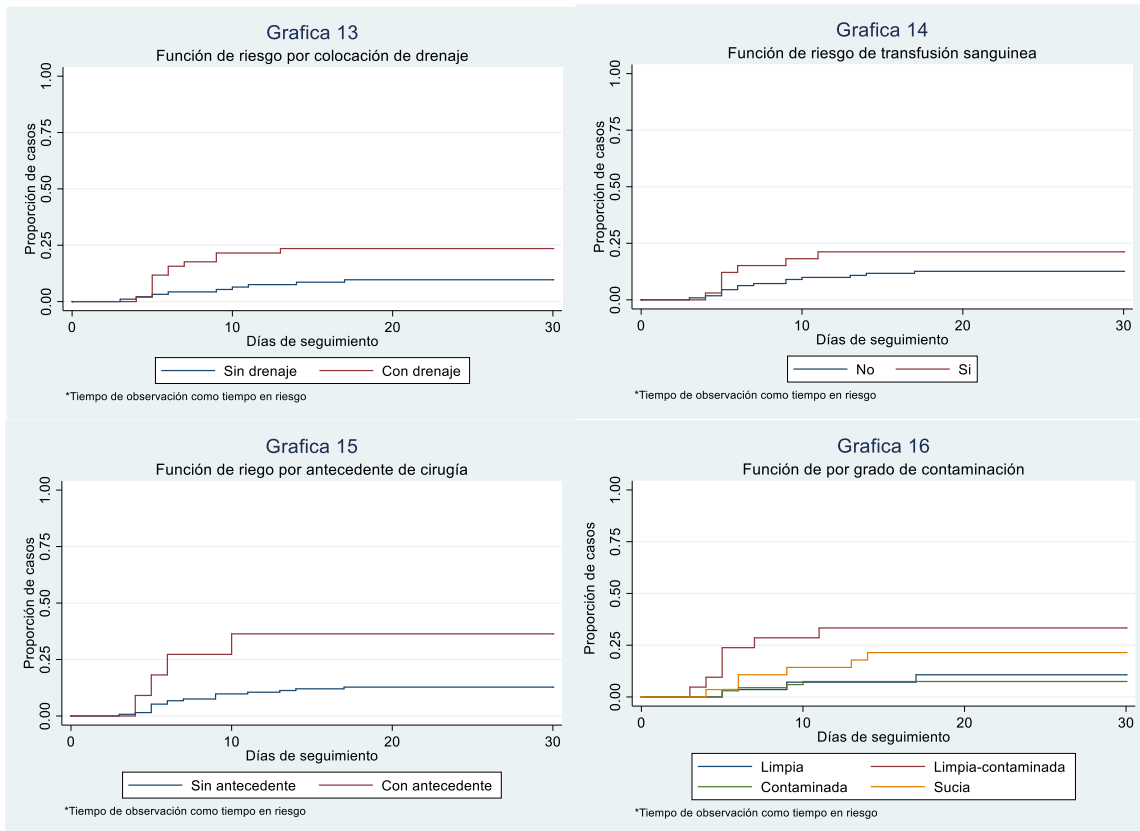 Grafica 13
Función de riesgo por colocación de drenaje
Proporción de casos
1.00
0.75
0.50
0.25
0.00
0
10
20
30
Días de seguimiento
Sin drenaje
Con drenaje
*Tiempo de observación como tiempo en riesgo
Grafica 14
Función de riesgo de transfusión sanguinea
Proporción de casos
1.00
0.75
0.50
0.25
0.00
0
10
20
30
Días de seguimiento
No
Si
*Tiempo de observación como tiempo en riesgo
Grafica 15
Función de riego por antecedente de cirugía
Proporción de casos
1.00
0.75
0.50
0.25
0.00
0
10
20
30
Días de seguimiento
Sin antecedente
Con antecedente
*Tiempo de observación como tiempo en riesgo
Grafica 16
Función de por grado de contaminación
Proporción de casos
1.00
0.75
0.50
0.25
0.00
0
10
20
30
Días de seguimiento
Limpia
Limpia-contaminada
Contaminada
Sucia
*Tiempo de observación como tiempo en riesgo